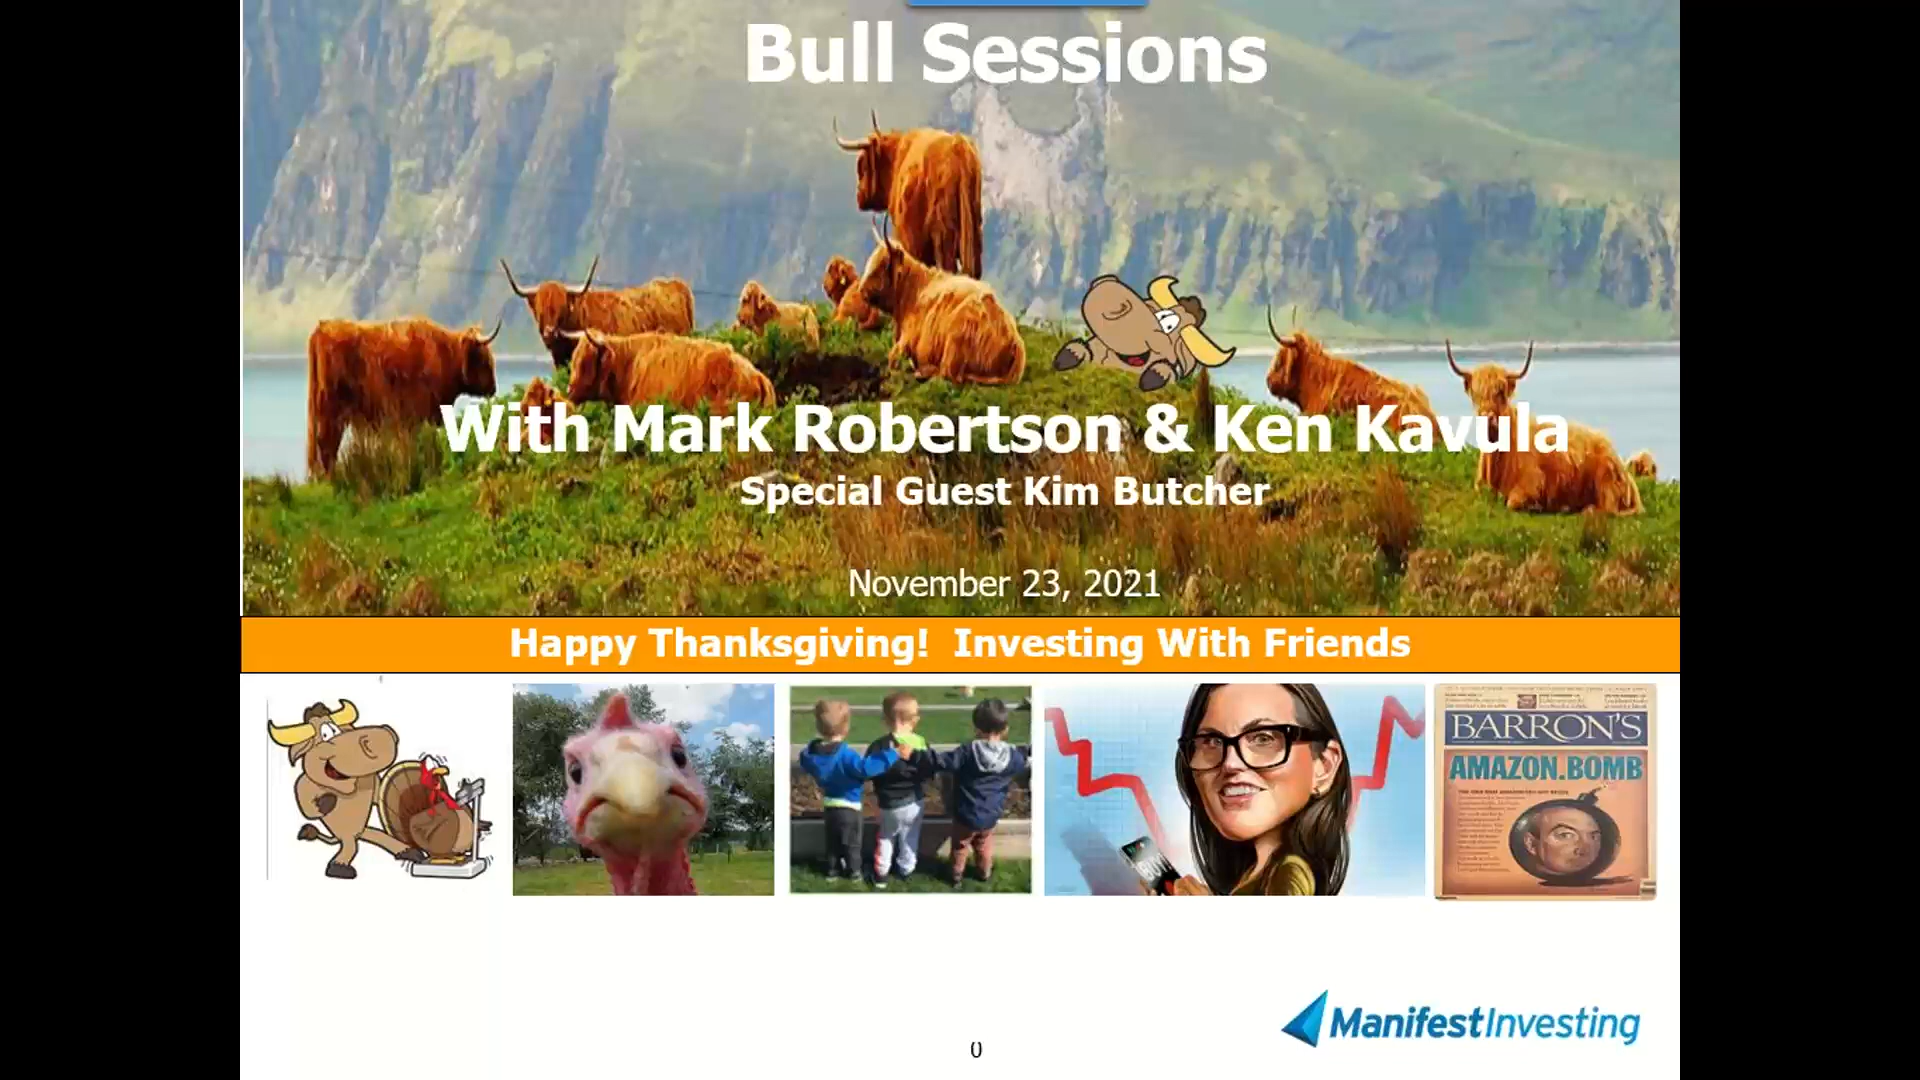 Bull Sessions
With Mark Robertson & Ken Kavula
Special Guest Kim Butcher
November 23, 2021
Happy Thanksgiving!  Investing With Friends
BARRON'S
AMAZON.BOMB
ManifestInvesting
0